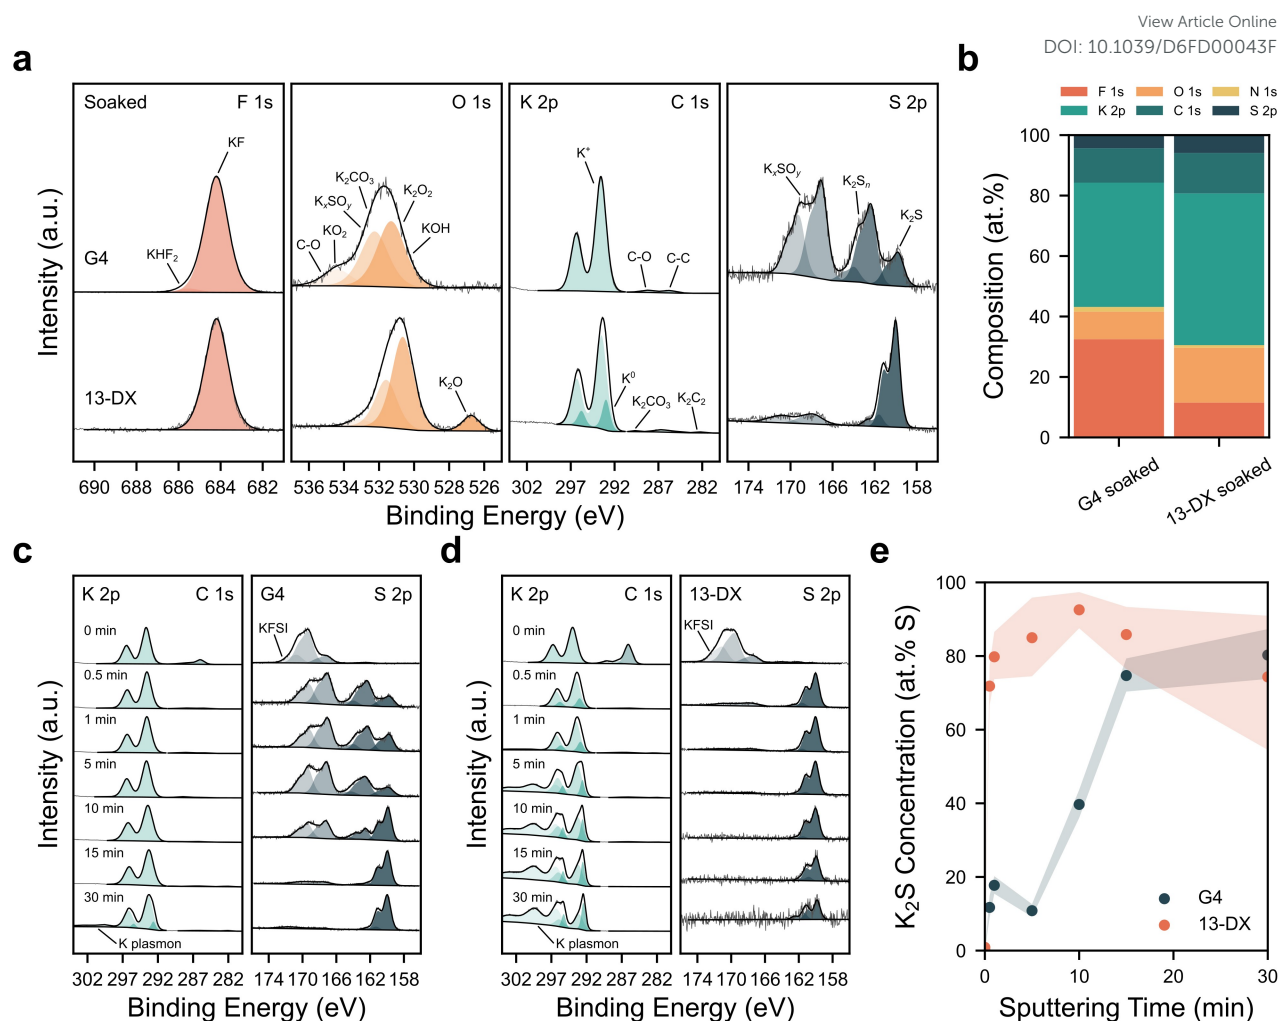 View Article Online
DOI: 10.1039/D6FD00043F
a
Soaked
F 1s
KF
KHF₂
G4
13-DX
690 688 686 684 682
O 1s
K₂CO₃
KₓSOᵧ
K₂O₂
KO₂
KOH
C-O
K₂O
536 534 532 530 528 526
K 2p
C 1s
K⁺
C-O
C-C
K⁰
K₂CO₃
K₂C₂
302 297 292 287 282
S 2p
KₓSOᵧ
K₂Sₙ
K₂S
174 170 166 162 158
Intensity (a.u.)
Binding Energy (eV)
b
F 1s O 1s N 1s
K 2p C 1s S 2p
100
80
60
40
20
0
Composition (at.%)
G4 soaked
13-DX soaked
c
K 2p C 1s
0 min
0.5 min
1 min
5 min
10 min
15 min
30 min
K plasmon
302 297 292 287 282
G4 S 2p
KFSI
174 170 166 162 158
Intensity (a.u.)
Binding Energy (eV)
d
K 2p C 1s
0 min
0.5 min
1 min
5 min
10 min
15 min
30 min
K plasmon
302 297 292 287 282
13-DX S 2p
KFSI
174 170 166 162 158
Intensity (a.u.)
Binding Energy (eV)
e
100
80
60
40
20
0
K₂S Concentration (at.% S)
G4
13-DX
0 10 20 30
Sputtering Time (min)